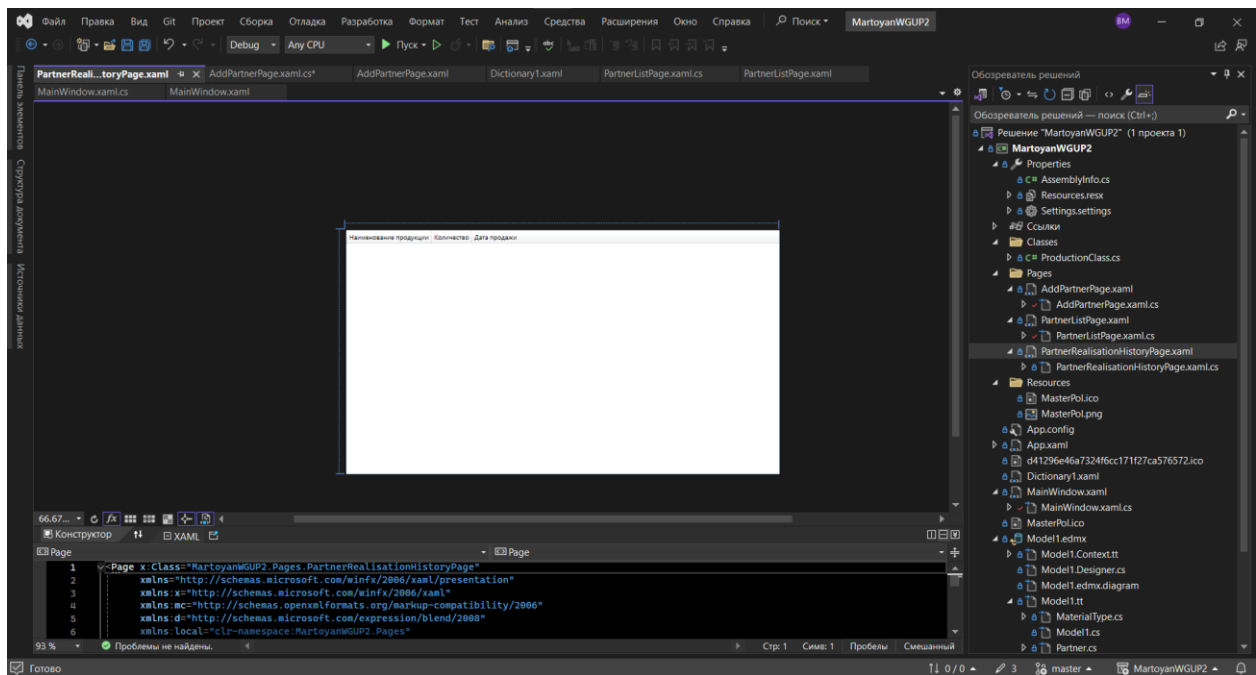 Файл Правка Вид Git Проект Сборка Отладка Разработка Формат Тест Анализ Средства Расширения Окно Справка Поиск MartoyanWGUP2 BM
Debug Any CPU Пуск
PartnerReali...toryPage.xaml AddPartnerPage.xaml.cs* AddPartnerPage.xaml Dictionary1.xaml PartnerListPage.xaml.cs PartnerListPage.xaml
MainWindow.xaml.cs MainWindow.xaml
Панель элементов
Структура документа
Источники данных
Наименование продукции Количество Дата продажи
66.67...
Конструктор XAML
Page Page
1 <Page x:Class="MartoyanWGUP2.Pages.PartnerRealisationHistoryPage"
2 xmlns="http://schemas.microsoft.com/winfx/2006/xaml/presentation"
3 xmlns:x="http://schemas.microsoft.com/winfx/2006/xaml"
4 xmlns:mc="http://schemas.openxmlformats.org/markup-compatibility/2006"
5 xmlns:d="http://schemas.microsoft.com/expression/blend/2008"
6 xmlns:local="clr-namespace:MartoyanWGUP2.Pages"
93 % Проблемы не найдены. Стр: 1 Симв: 1 Пробелы Смешанный
Обозреватель решений
Обозреватель решений — поиск (Ctrl+;)
Решение "MartoyanWGUP2" (1 проекта 1)
MartoyanWGUP2
Properties
C# AssemblyInfo.cs
Resources.resx
Settings.settings
Ссылки
Classes
C# ProductionClass.cs
Pages
AddPartnerPage.xaml
AddPartnerPage.xaml.cs
PartnerListPage.xaml
PartnerListPage.xaml.cs
PartnerRealisationHistoryPage.xaml
PartnerRealisationHistoryPage.xaml.cs
Resources
MasterPol.ico
MasterPol.png
App.config
App.xaml
d41296e46a7324f6cc171f27ca576572.ico
Dictionary1.xaml
MainWindow.xaml
MainWindow.xaml.cs
MasterPol.ico
Model1.edmx
Model1.Context.tt
Model1.Designer.cs
Model1.edmx.diagram
Model1.tt
MaterialType.cs
Model1.cs
Partner.cs
Готово 0 / 0 3 master MartoyanWGUP2